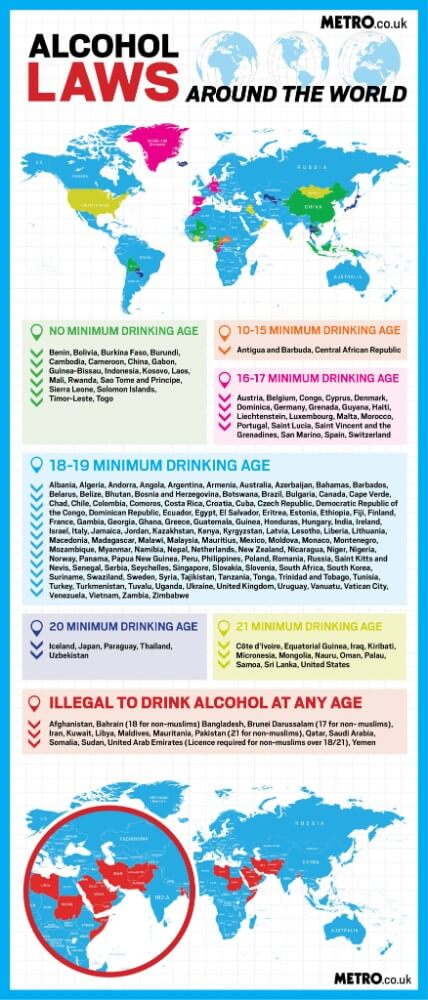 METRO.co.uk
ALCOHOL
LAWS
AROUND THE WORLD
CANADA
UNITED STATES
BRAZIL
RUSSIA
CHINA
AUSTRALIA
NO MINIMUM DRINKING AGE
Benin, Bolivia, Burkina Faso, Burundi,
Cambodia, Cameroon, China, Gabon,
Guinea-Bissau, Indonesia, Kosovo, Laos,
Mali, Rwanda, Sao Tome and Principe,
Sierra Leone, Solomon Islands,
Timor-Leste, Togo
10-15 MINIMUM DRINKING AGE
Antigua and Barbuda, Central African Republic
16-17 MINIMUM DRINKING AGE
Austria, Belgium, Congo, Cyprus, Denmark,
Dominica, Germany, Grenada, Guyana, Haiti,
Liechtenstein, Luxembourg, Malta, Morocco,
Portugal, Saint Lucia, Saint Vincent and the
Grenadines, San Marino, Spain, Switzerland
18-19 MINIMUM DRINKING AGE
Albania, Algeria, Andorra, Angola, Argentina, Armenia, Australia, Azerbaijan, Bahamas, Barbados,
Belarus, Belize, Bhutan, Bosnia and Herzegovina, Botswana, Brazil, Bulgaria, Canada, Cape Verde,
Chad, Chile, Colombia, Comoros, Costa Rica, Croatia, Cuba, Czech Republic, Democratic Republic of
the Congo, Dominican Republic, Ecuador, Egypt, El Salvador, Eritrea, Estonia, Ethiopia, Fiji, Finland,
France, Gambia, Georgia, Ghana, Greece, Guatemala, Guinea, Honduras, Hungary, India, Ireland,
Israel, Italy, Jamaica, Jordan, Kazakhstan, Kenya, Kyrgyzstan, Latvia, Lesotho, Liberia, Lithuania,
Macedonia, Madagascar, Malawi, Malaysia, Mauritius, Mexico, Moldova, Monaco, Montenegro,
Mozambique, Myanmar, Namibia, Nepal, Netherlands, New Zealand, Nicaragua, Niger, Nigeria,
Norway, Panama, Papua New Guinea, Peru, Philippines, Poland, Romania, Russia, Saint Kitts and
Nevis, Senegal, Serbia, Seychelles, Singapore, Slovakia, Slovenia, South Africa, South Korea,
Suriname, Swaziland, Sweden, Syria, Tajikistan, Tanzania, Tonga, Trinidad and Tobago, Tunisia,
Turkey, Turkmenistan, Tuvalu, Uganda, Ukraine, United Kingdom, Uruguay, Vanuatu, Vatican City,
Venezuela, Vietnam, Zambia, Zimbabwe
20 MINIMUM DRINKING AGE
Iceland, Japan, Paraguay, Thailand,
Uzbekistan
21 MINIMUM DRINKING AGE
Côte d'Ivoire, Equatorial Guinea, Iraq, Kiribati,
Micronesia, Mongolia, Nauru, Oman, Palau,
Samoa, Sri Lanka, United States
ILLEGAL TO DRINK ALCOHOL AT ANY AGE
Afghanistan, Bahrain (18 for non-muslims) Bangladesh, Brunei Darussalam (17 for non- muslims),
Iran, Kuwait, Libya, Maldives, Mauritania, Pakistan (21 for non-muslims), Qatar, Saudi Arabia,
Somalia, Sudan, United Arab Emirates (Licence required for non-muslims over 18/21), Yemen
KAZAKHSTAN
IRAN
INDIA
RUSSIA
CHINA
AUSTRALIA
METRO.co.uk